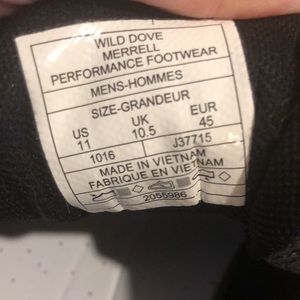 WILD DOVE
MERRELL
PERFORMANCE FOOTWEAR
MENS-HOMMES
SIZE-GRANDEUR
US UK EUR
11 10.5 45
1016 J37715
MADE IN VIETNAM
FABRIQUE EN VIETNAM
2055986